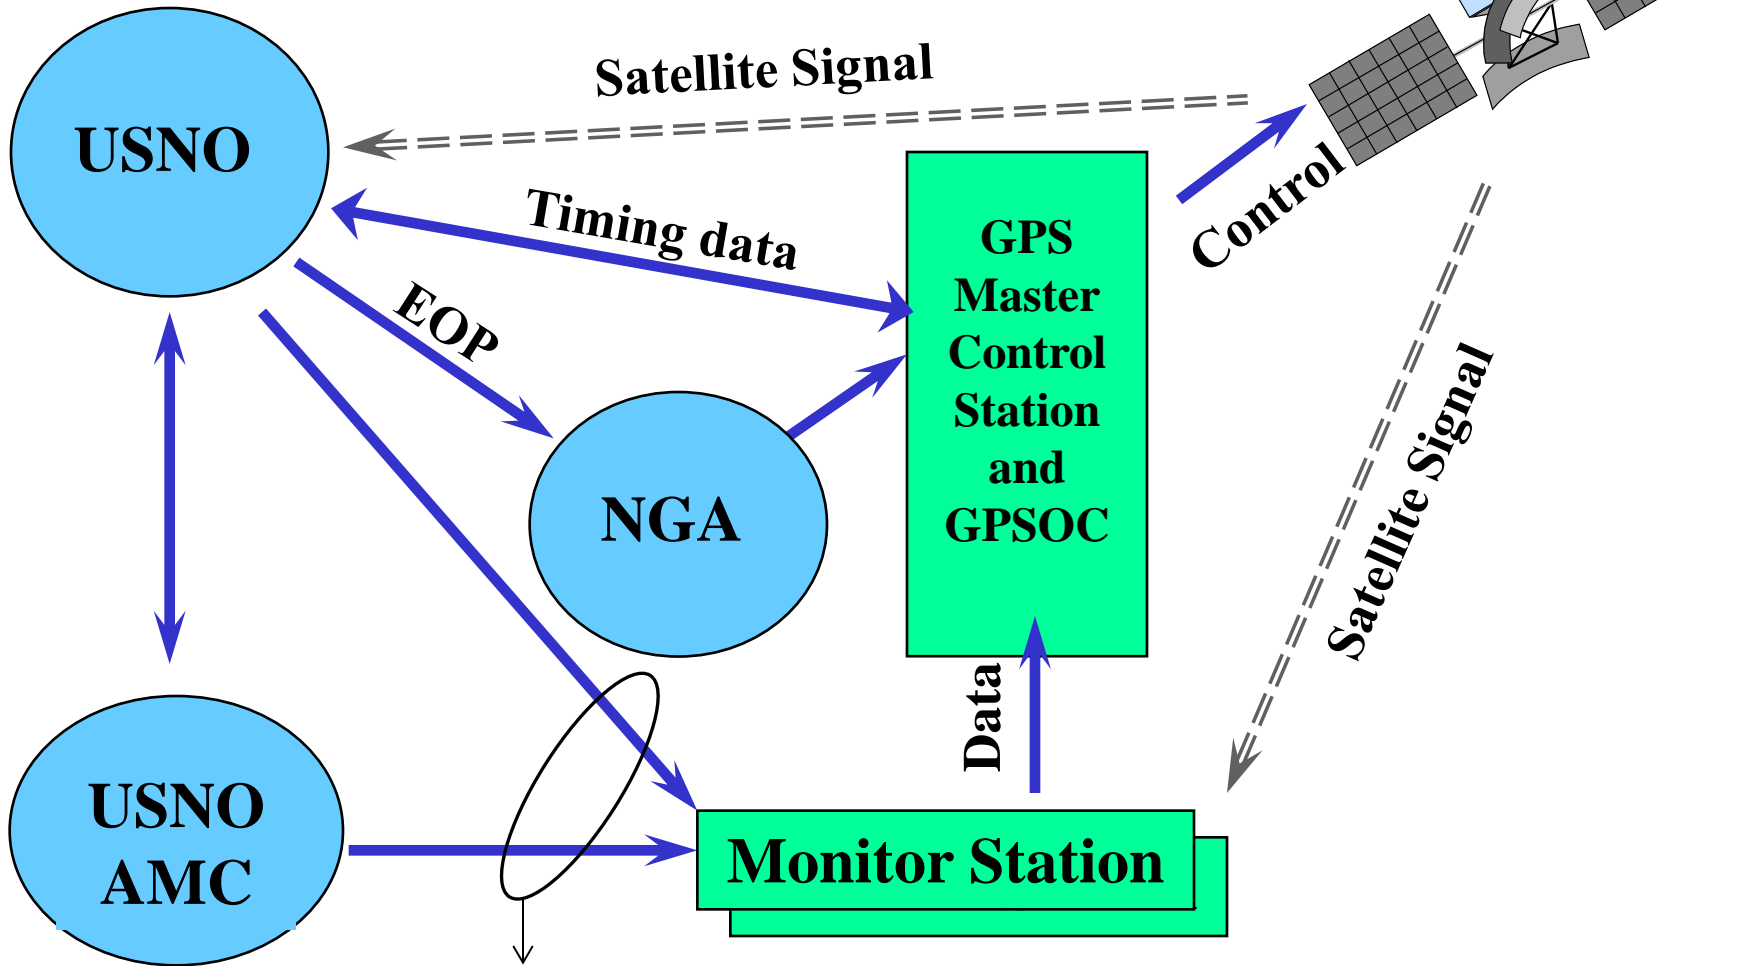 Satellite Signal
USNO
Timing data
Control
GPS
Master
Control
Station
and
GPSOC
EOP
Satellite Signal
NGA
Data
USNO
AMC
Monitor Station